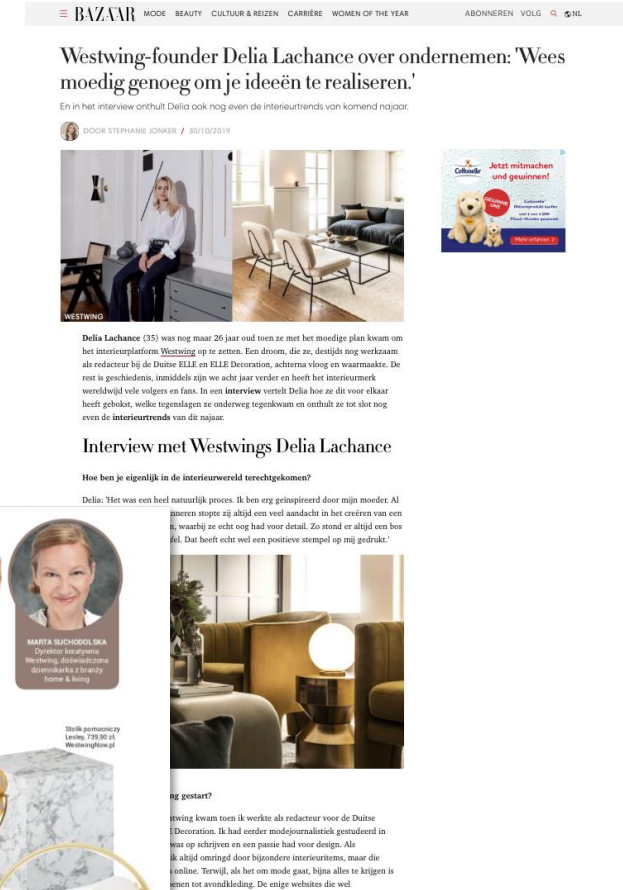 BAZAAR MODE BEAUTY CULTUUR & REIZEN CARRIÈRE WOMEN OF THE YEAR ABONNEREN VOLG NL
Westwing-founder Delia Lachance over ondernemen: 'Wees
moedig genoeg om je ideeën te realiseren.'
En in het interview onthult Delia ook nog even de interieurtrends van komend najaar.
DOOR STEPHANIE JONKER / 30/10/2019
Cottonelle
Jetzt mitmachen
und gewinnen!
GEWINNE
UNS
Mehr erfahren >
WESTWING
Delia Lachance (35) was nog maar 26 jaar oud toen ze met het moedige plan kwam om
het interieurplatform Westwing op te zetten. Een droom, die ze, destijds nog werkzaam
als redacteur bij de Duitse ELLE en ELLE Decoration, achterna vloog en waarmaakte. De
rest is geschiedenis, inmiddels zijn we acht jaar verder en heeft het interieurmerk
wereldwijd vele volgers en fans. In een interview vertelt Delia hoe ze dit voor elkaar
heeft gebokst, welke tegenslagen ze onderweg tegenkwam en onthult ze tot slot nog
even de interieurtrends van dit najaar.
Interview met Westwings Delia Lachance
Hoe ben je eigenlijk in de interieurwereld terechtgekomen?
Delia: 'Het was een heel natuurlijk proces. Ik ben erg geïnspireerd door mijn moeder. Al
nneren stopte zij altijd een veel aandacht in het creëren van een
n, waarbij ze echt oog had voor detail. Zo stond er altijd een bos
fel. Dat heeft echt wel een positieve stempel op mij gedrukt.'
MARTA SUCHODOLSKA
Dyrektor kreatywna
Westwing, doświadczona
dziennikarka z branży
home & living
Stolik pomocniczy
Lesley, 739,90 zł,
WestwingNow.pl
ng gestart?
stwing kwam toen ik werkte als redacteur voor de Duitse
E Decoration. Ik had eerder modejournalistiek gestudeerd in
was op schrijven en een passie had voor design. Als
ik altijd omringd door bijzondere interieuritems, maar die
online. Terwijl, als het om mode gaat, bijna alles te krijgen is
enen tot avondkleding. De enige websites die wel